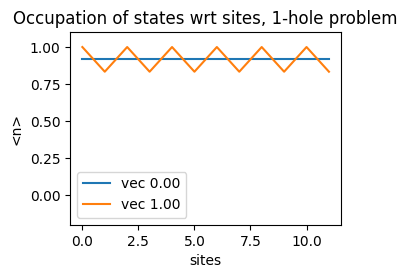 Occupation of states wrt sites, 1-hole problem
1.00
0.75
0.50
0.25
0.00
<n>
vec 0.00
vec 1.00
0.0 2.5 5.0 7.5 10.0
sites